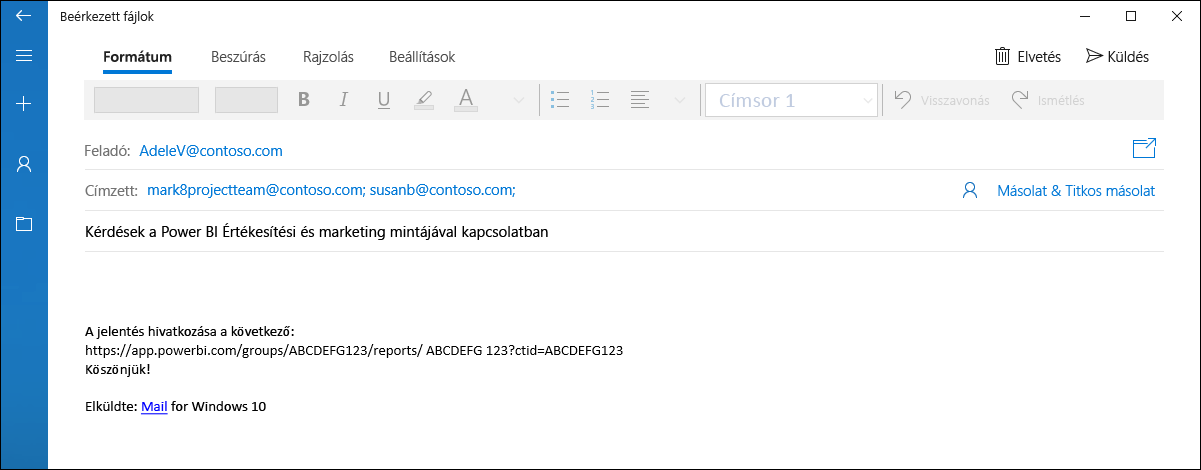 Beérkezett fájlok
Formátum Beszúrás Rajzolás Beállítások Elvetés Küldés
B I U A Címsor 1 Visszavonás Ismétlés
Feladó: AdeleV@contoso.com
Címzett: mark8projectteam@contoso.com; susanb@contoso.com; Másolat & Titkos másolat
Kérdések a Power BI Értékesítési és marketing mintájával kapcsolatban
A jelentés hivatkozása a következő:
https://app.powerbi.com/groups/ABCDEFG123/reports/ ABCDEFG 123?ctid=ABCDEFG123
Köszönjük!
Elküldte: Mail for Windows 10